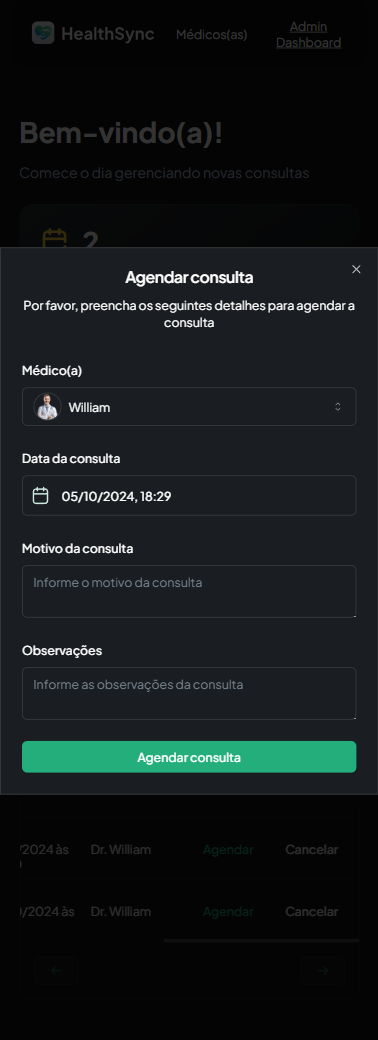 HealthSync
Médicos(as)
Admin
Dashboard
Bem-vindo(a)!
Comece o dia gerenciando novas consultas
2
Agendar consulta
Por favor, preencha os seguintes detalhes para agendar a
consulta
Médico(a)
William
Data da consulta
05/10/2024, 18:29
Motivo da consulta
Informe o motivo da consulta
Observações
Informe as observações da consulta
Agendar consulta
/2024 às Dr. William Agendar Cancelar
/2024 às Dr. William Agendar Cancelar